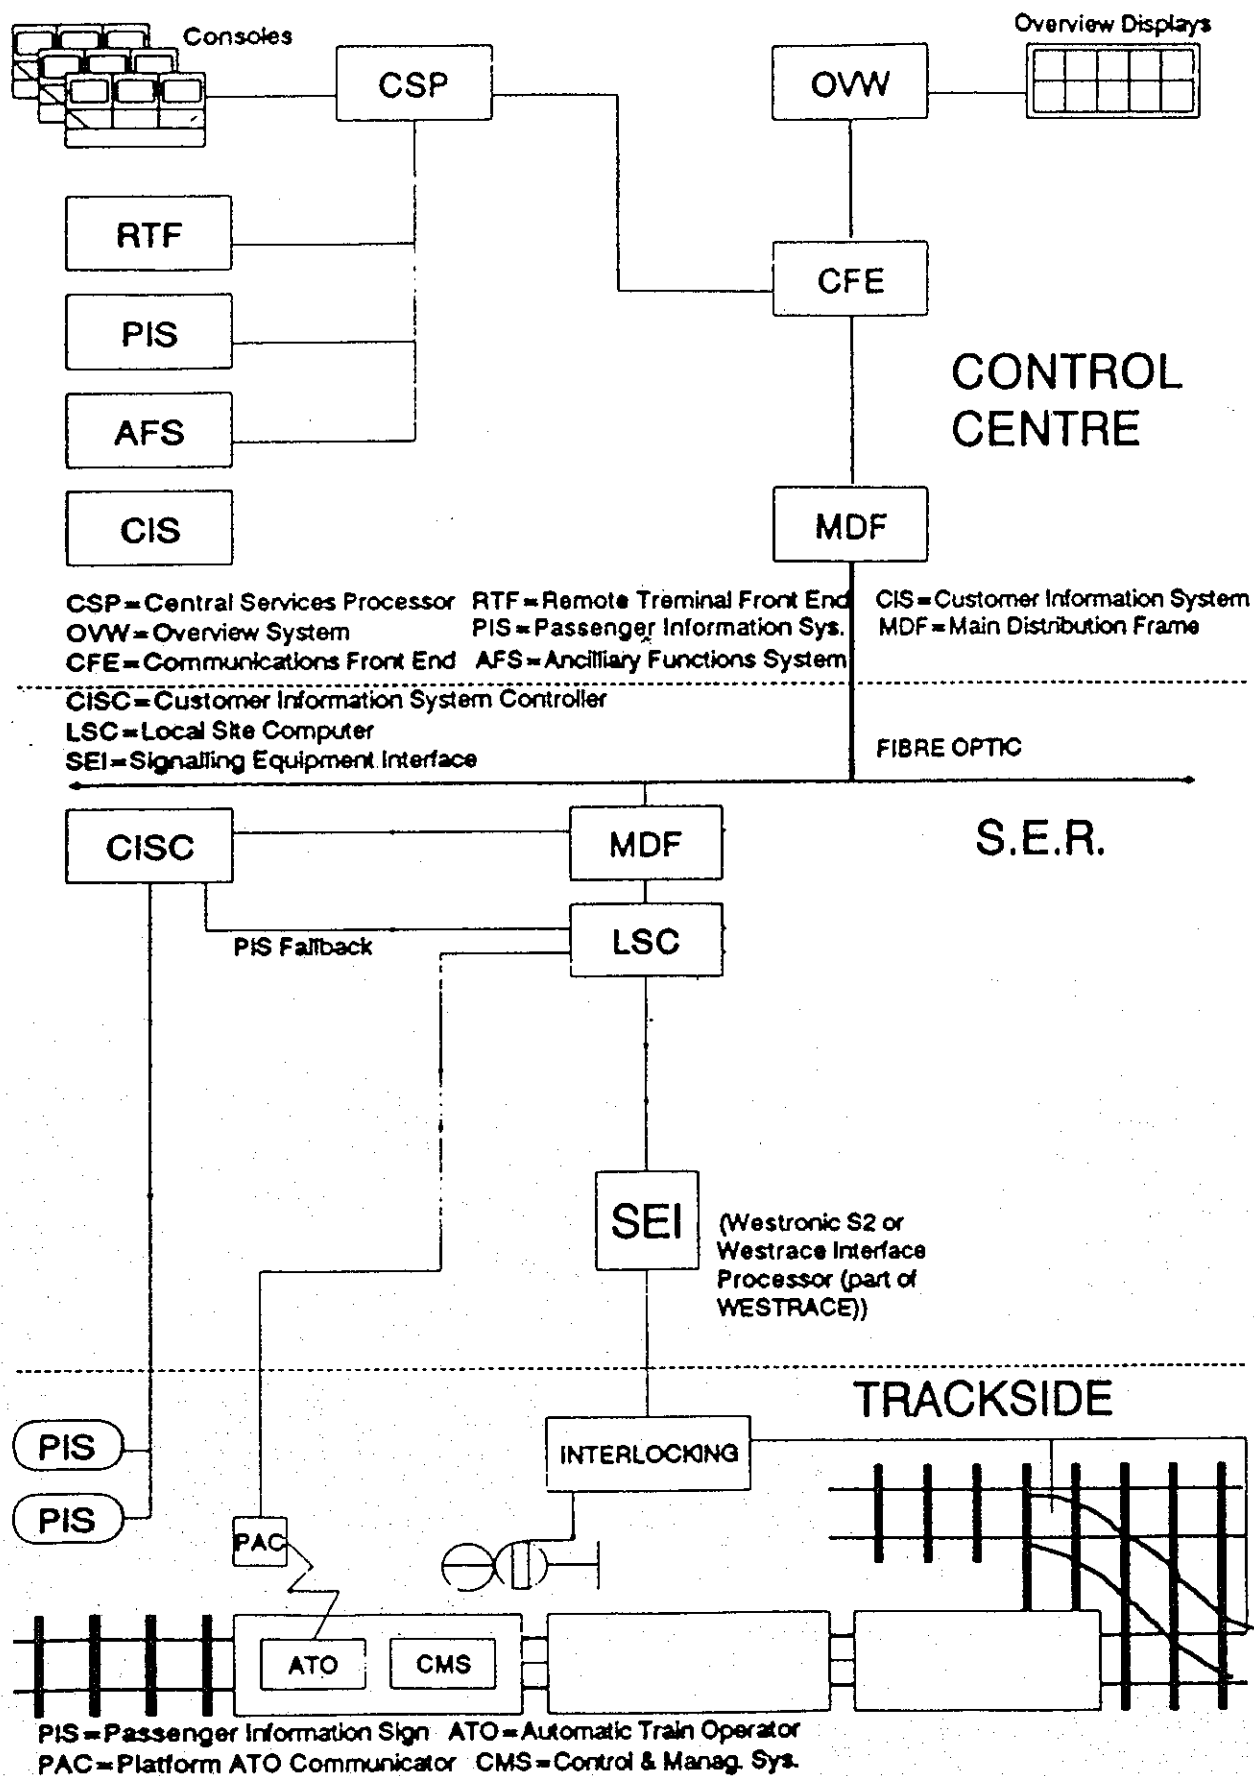 Consoles
Overview Displays
CSP
OVW
RTF
CFE
PIS
CONTROL
CENTRE
AFS
CIS
MDF
CSP=Central Services Processor RTF=Remote Treminal Front End CIS=Customer Information System
OVW=Overview System PIS=Passenger Information Sys. MDF=Main Distribution Frame
CFE=Communications Front End AFS=Ancilliary Functions System
CISC=Customer Information System Controller
LSC=Local Site Computer
SEI=Signalling Equipment Interface
FIBRE OPTIC
CISC
MDF
S.E.R.
PIS Fallback
LSC
SEI
(Westronic S2 or
Westrace Interface
Processor (part of
WESTRACE))
TRACKSIDE
PIS
INTERLOCKING
PIS
PAC
ATO
CMS
PIS=Passenger Information Sign ATO=Automatic Train Operator
PAC=Platform ATO Communicator CMS=Control & Manag. Sys.